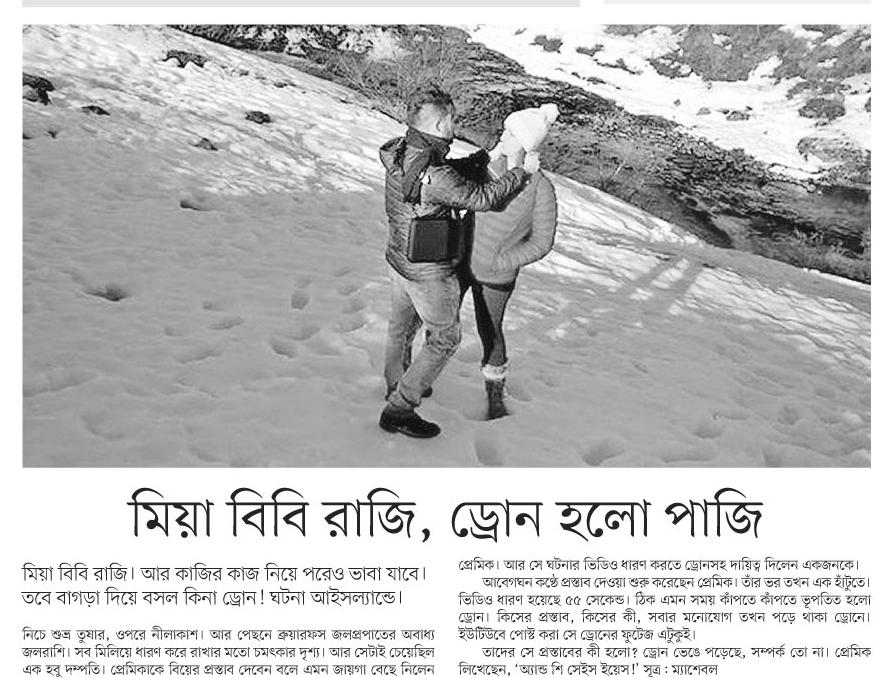 মিয়া বিবি রাজি, ড্রোন হলো পাজি
মিয়া বিবি রাজি। আর কাজির কাজ নিয়ে পরেও ভাবা যাবে।
তবে বাগড়া দিয়ে বসল কিনা ড্রোন! ঘটনা আইসল্যান্ডে।
নিচে শুভ্র তুষার, ওপরে নীলাকাশ। আর পেছনে ব্রুয়ারফস জলপ্রপাতের অবাধ্য
জলরাশি। সব মিলিয়ে ধারণ করে রাখার মতো চমৎকার দৃশ্য। আর সেটাই চেয়েছিল
এক হবু দম্পতি। প্রেমিকাকে বিয়ের প্রস্তাব দেবেন বলে এমন জায়গা বেছে নিলেন
প্রেমিক। আর সে ঘটনার ভিডিও ধারণ করতে ড্রোনসহ দায়িত্ব দিলেন একজনকে।
আবেগঘন কণ্ঠে প্রস্তাব দেওয়া শুরু করেছেন প্রেমিক। তাঁর ভর তখন এক হাঁটুতে।
ভিডিও ধারণ হয়েছে ৫৫ সেকেন্ড। ঠিক এমন সময় কাঁপতে কাঁপতে ভূপতিত হলো
ড্রোন। কিসের প্রস্তাব, কিসের কী, সবার মনোযোগ তখন পড়ে থাকা ড্রোনে।
ইউটিউবে পোস্ট করা সে ড্রোনের ফুটেজ এটুকুই।
তাদের সে প্রস্তাবের কী হলো? ড্রোন ভেঙে পড়েছে, সম্পর্ক তো না। প্রেমিক
লিখেছেন, ‘অ্যান্ড শি সেইস ইয়েস!’ সূত্র : ম্যাশেবল